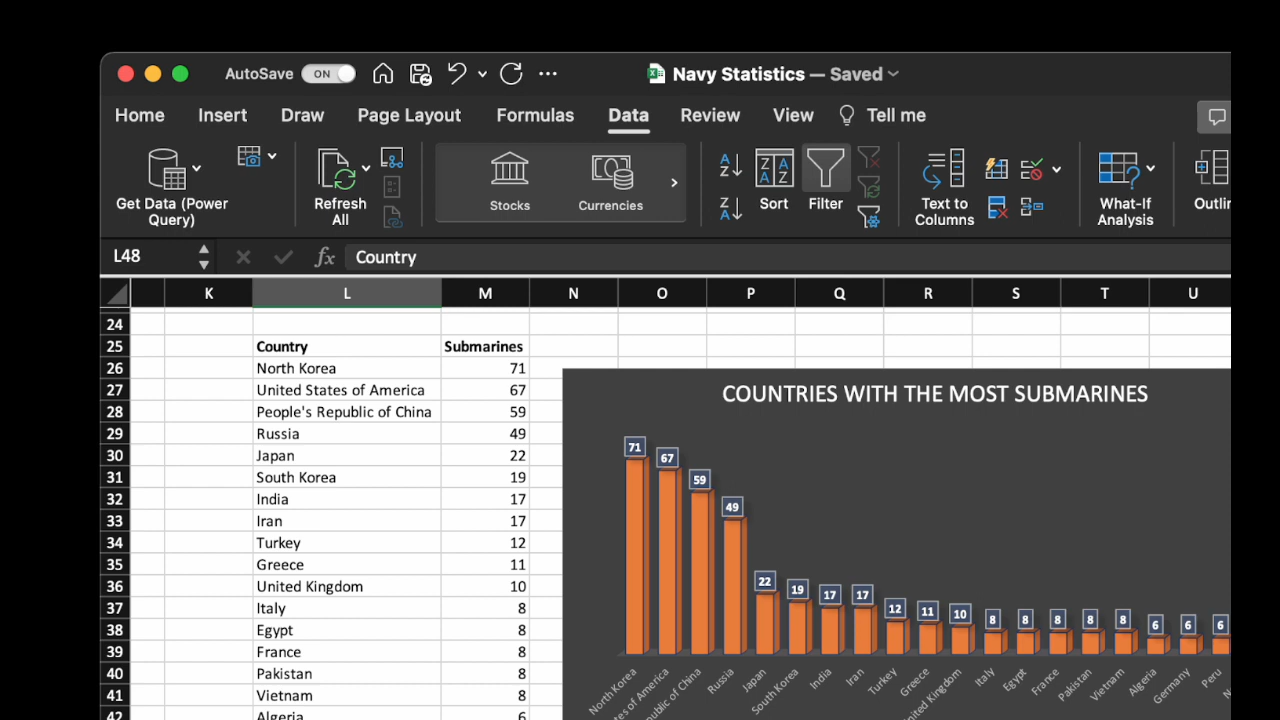 AutoSave ON Navy Statistics — Saved
Home Insert Draw Page Layout Formulas Data Review View Tell me
Get Data (Power Query)
Refresh All
Stocks
Currencies
Sort
Filter
Text to Columns
What-If Analysis
L48 fx Country
K L M N O P Q R S T U
24
25 Country Submarines
26 North Korea 71
27 United States of America 67
28 People's Republic of China 59
29 Russia 49
30 Japan 22
31 South Korea 19
32 India 17
33 Iran 17
34 Turkey 12
35 Greece 11
36 United Kingdom 10
37 Italy 8
38 Egypt 8
39 France 8
40 Pakistan 8
41 Vietnam 8
42 Algeria 6
COUNTRIES WITH THE MOST SUBMARINES
71 67 59 49 22 19 17 17 12 11 10 8 8 8 8 8 6 6 6
North Korea
Russia
Japan
South Korea
India
Iran
Turkey
Greece
Italy
Egypt
France
Pakistan
Vietnam
Algeria
Germany
Peru